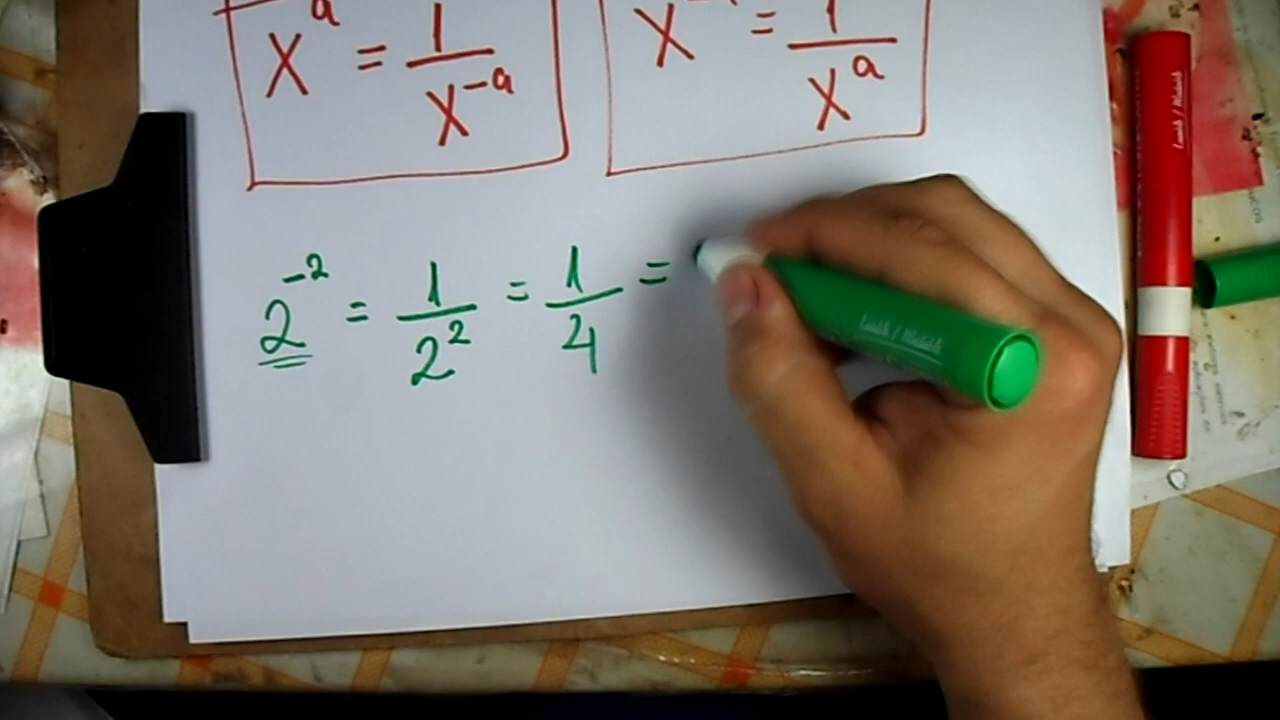 x^a = 1/x^-a
x^- = 1/x^a
2^-2 = 1/2^2 = 1/4 =